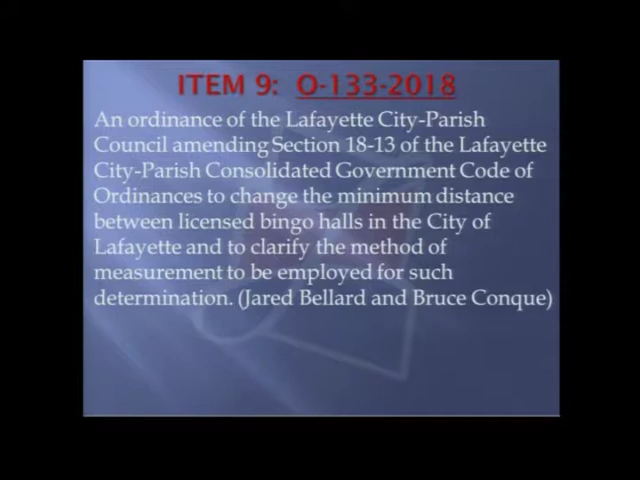 ITEM 9: O-133-2018
An ordinance of the Lafayette City-Parish
Council amending Section 18-13 of the Lafayette
City-Parish Consolidated Government Code of
Ordinances to change the minimum distance
between licensed bingo halls in the City of
Lafayette and to clarify the method of
measurement to be employed for such
determination. (Jared Bellard and Bruce Conque)